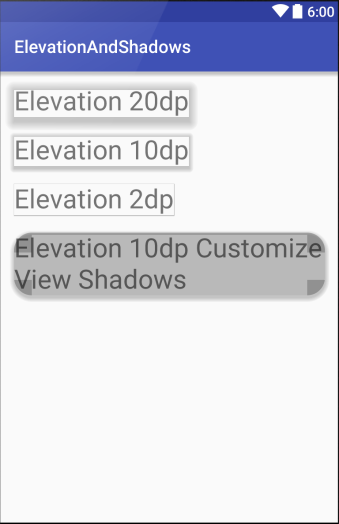 6:00
ElevationAndShadows
Elevation 20dp
Elevation 10dp
Elevation 2dp
Elevation 10dp Customize
View Shadows